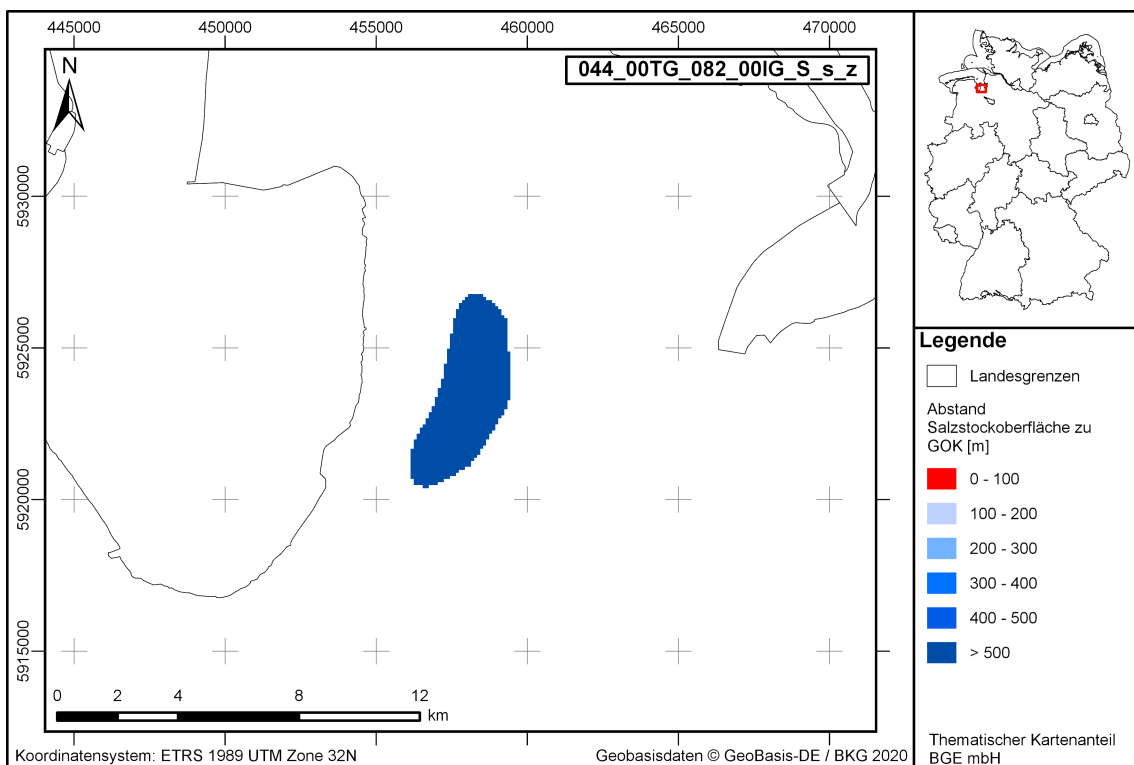 445000 450000 455000 460000 465000 470000
044_00TG_082_00IG_S_s_z
N
5930000
5925000
5920000
5915000
0 2 4 8 12
km
Koordinatensystem: ETRS 1989 UTM Zone 32N
Geobasisdaten © GeoBasis-DE / BKG 2020
Legende
Landesgrenzen
Abstand
Salzstockoberfläche zu
GOK [m]
0 - 100
100 - 200
200 - 300
300 - 400
400 - 500
> 500
Thematischer Kartenanteil
BGE mbH